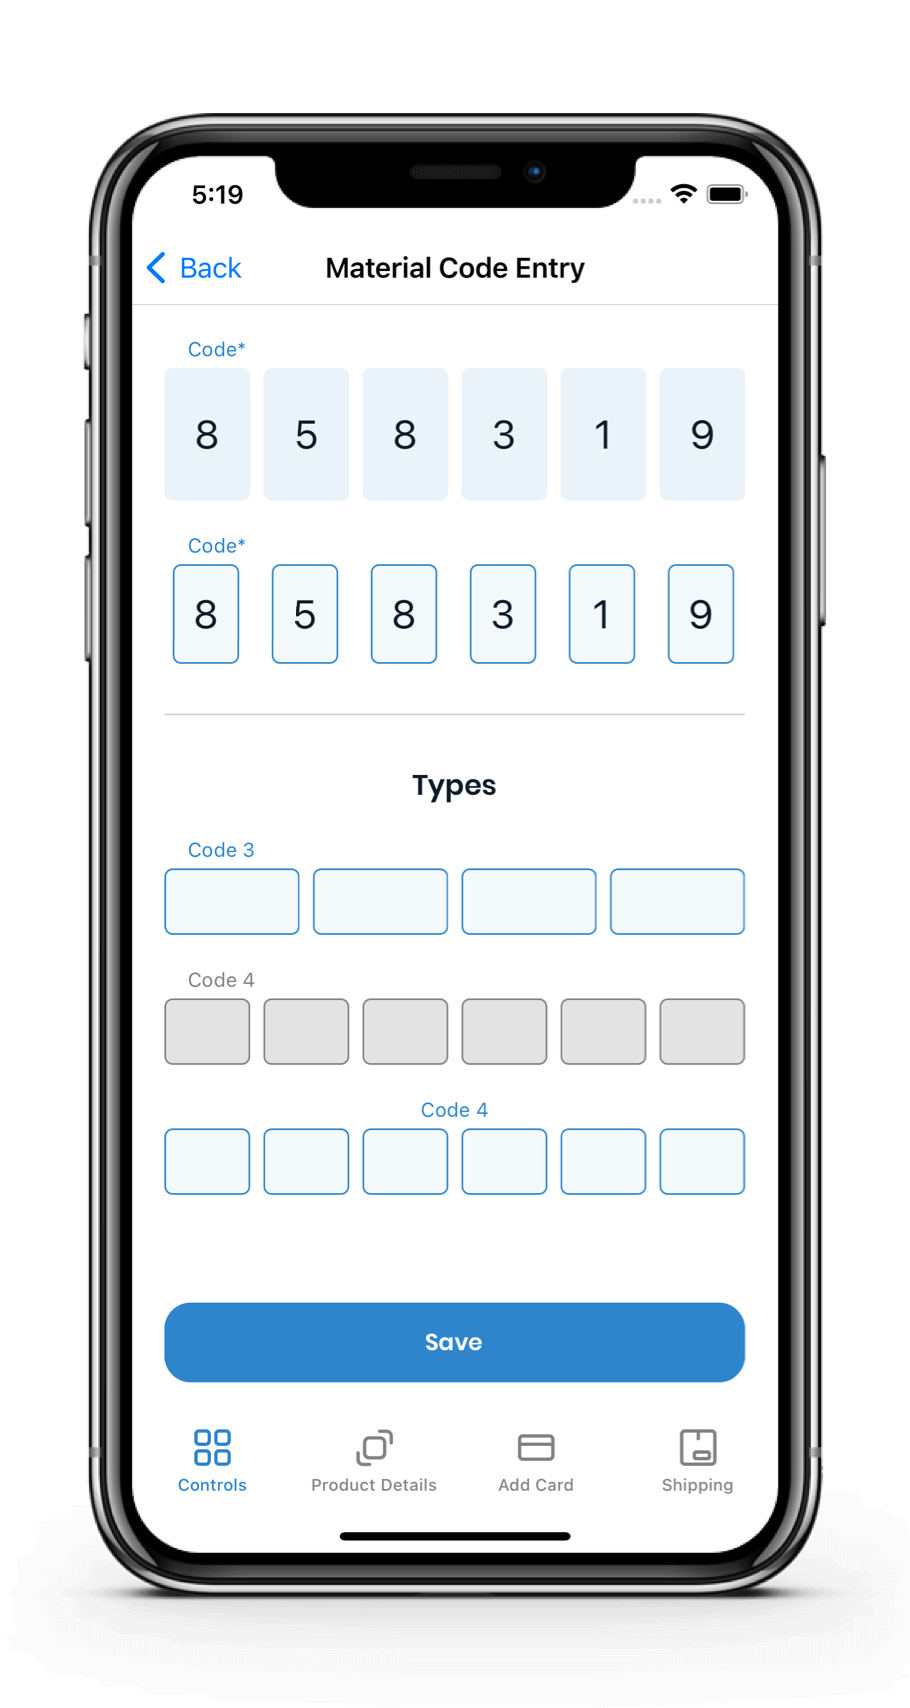 5:19
Back
Material Code Entry
Code*
8 5 8 3 1 9
Code*
8 5 8 3 1 9
Types
Code 3
Code 4
Code 4
Save
Controls
Product Details
Add Card
Shipping